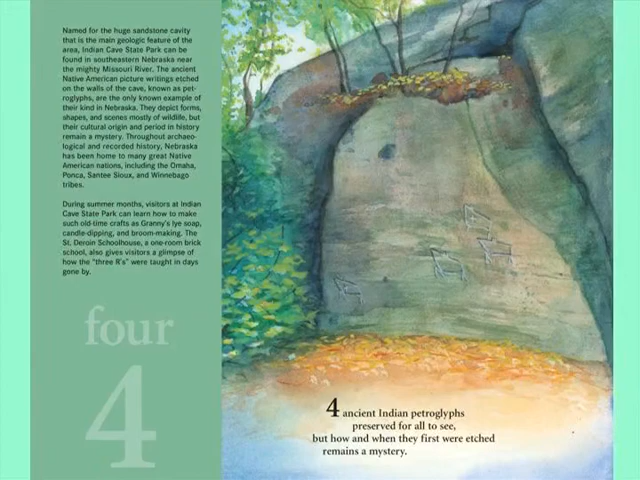 Named for the huge sandstone cavity
that is the main geologic feature of the
area, Indian Cave State Park can be
found in southeastern Nebraska near
the mighty Missouri River. The ancient
Native American picture writings etched
on the walls of the cave, known as pet-
roglyphs, are the only known example of
their kind in Nebraska. They depict forms,
shapes, and scenes mostly of wildlife, but
their cultural origin and period in history
remain a mystery. Throughout archaeo-
logical and recorded history, Nebraska
has been home to many great Native
American nations, including the Omaha,
Ponca, Santee Sioux, and Winnebago
tribes.
During summer months, visitors at Indian
Cave State Park can learn how to make
such old-time crafts as Granny's lye soap,
candle-dipping, and broom-making. The
St. Deroin Schoolhouse, a one-room brick
school, also gives visitors a glimpse of
how the "three R's" were taught in days
gone by.
four
4
4 ancient Indian petroglyphs
preserved for all to see,
but how and when they first were etched
remains a mystery.